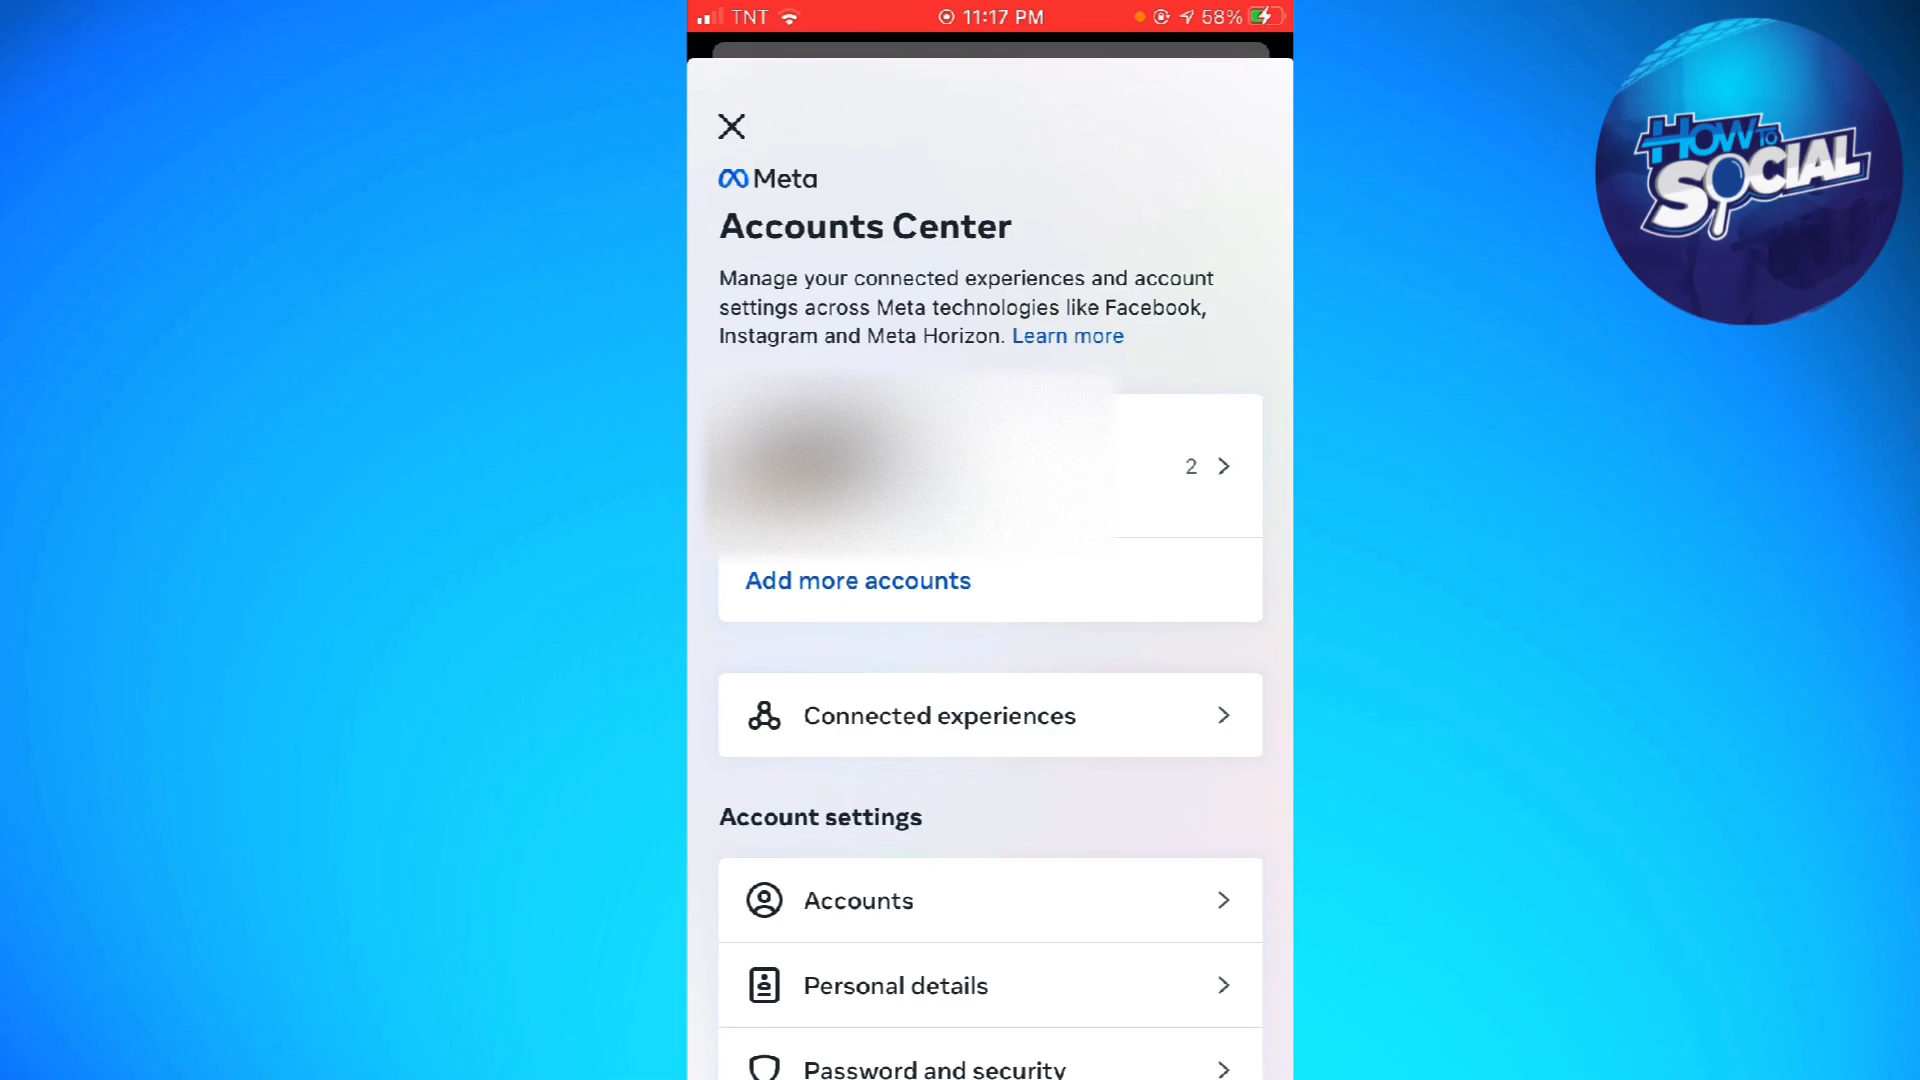 TNT 11:17 PM 58%
HOW TO
SOCIAL
Meta
Accounts Center
Manage your connected experiences and account
settings across Meta technologies like Facebook,
Instagram and Meta Horizon. Learn more
2
Add more accounts
Connected experiences
Account settings
Accounts
Personal details
Password and security